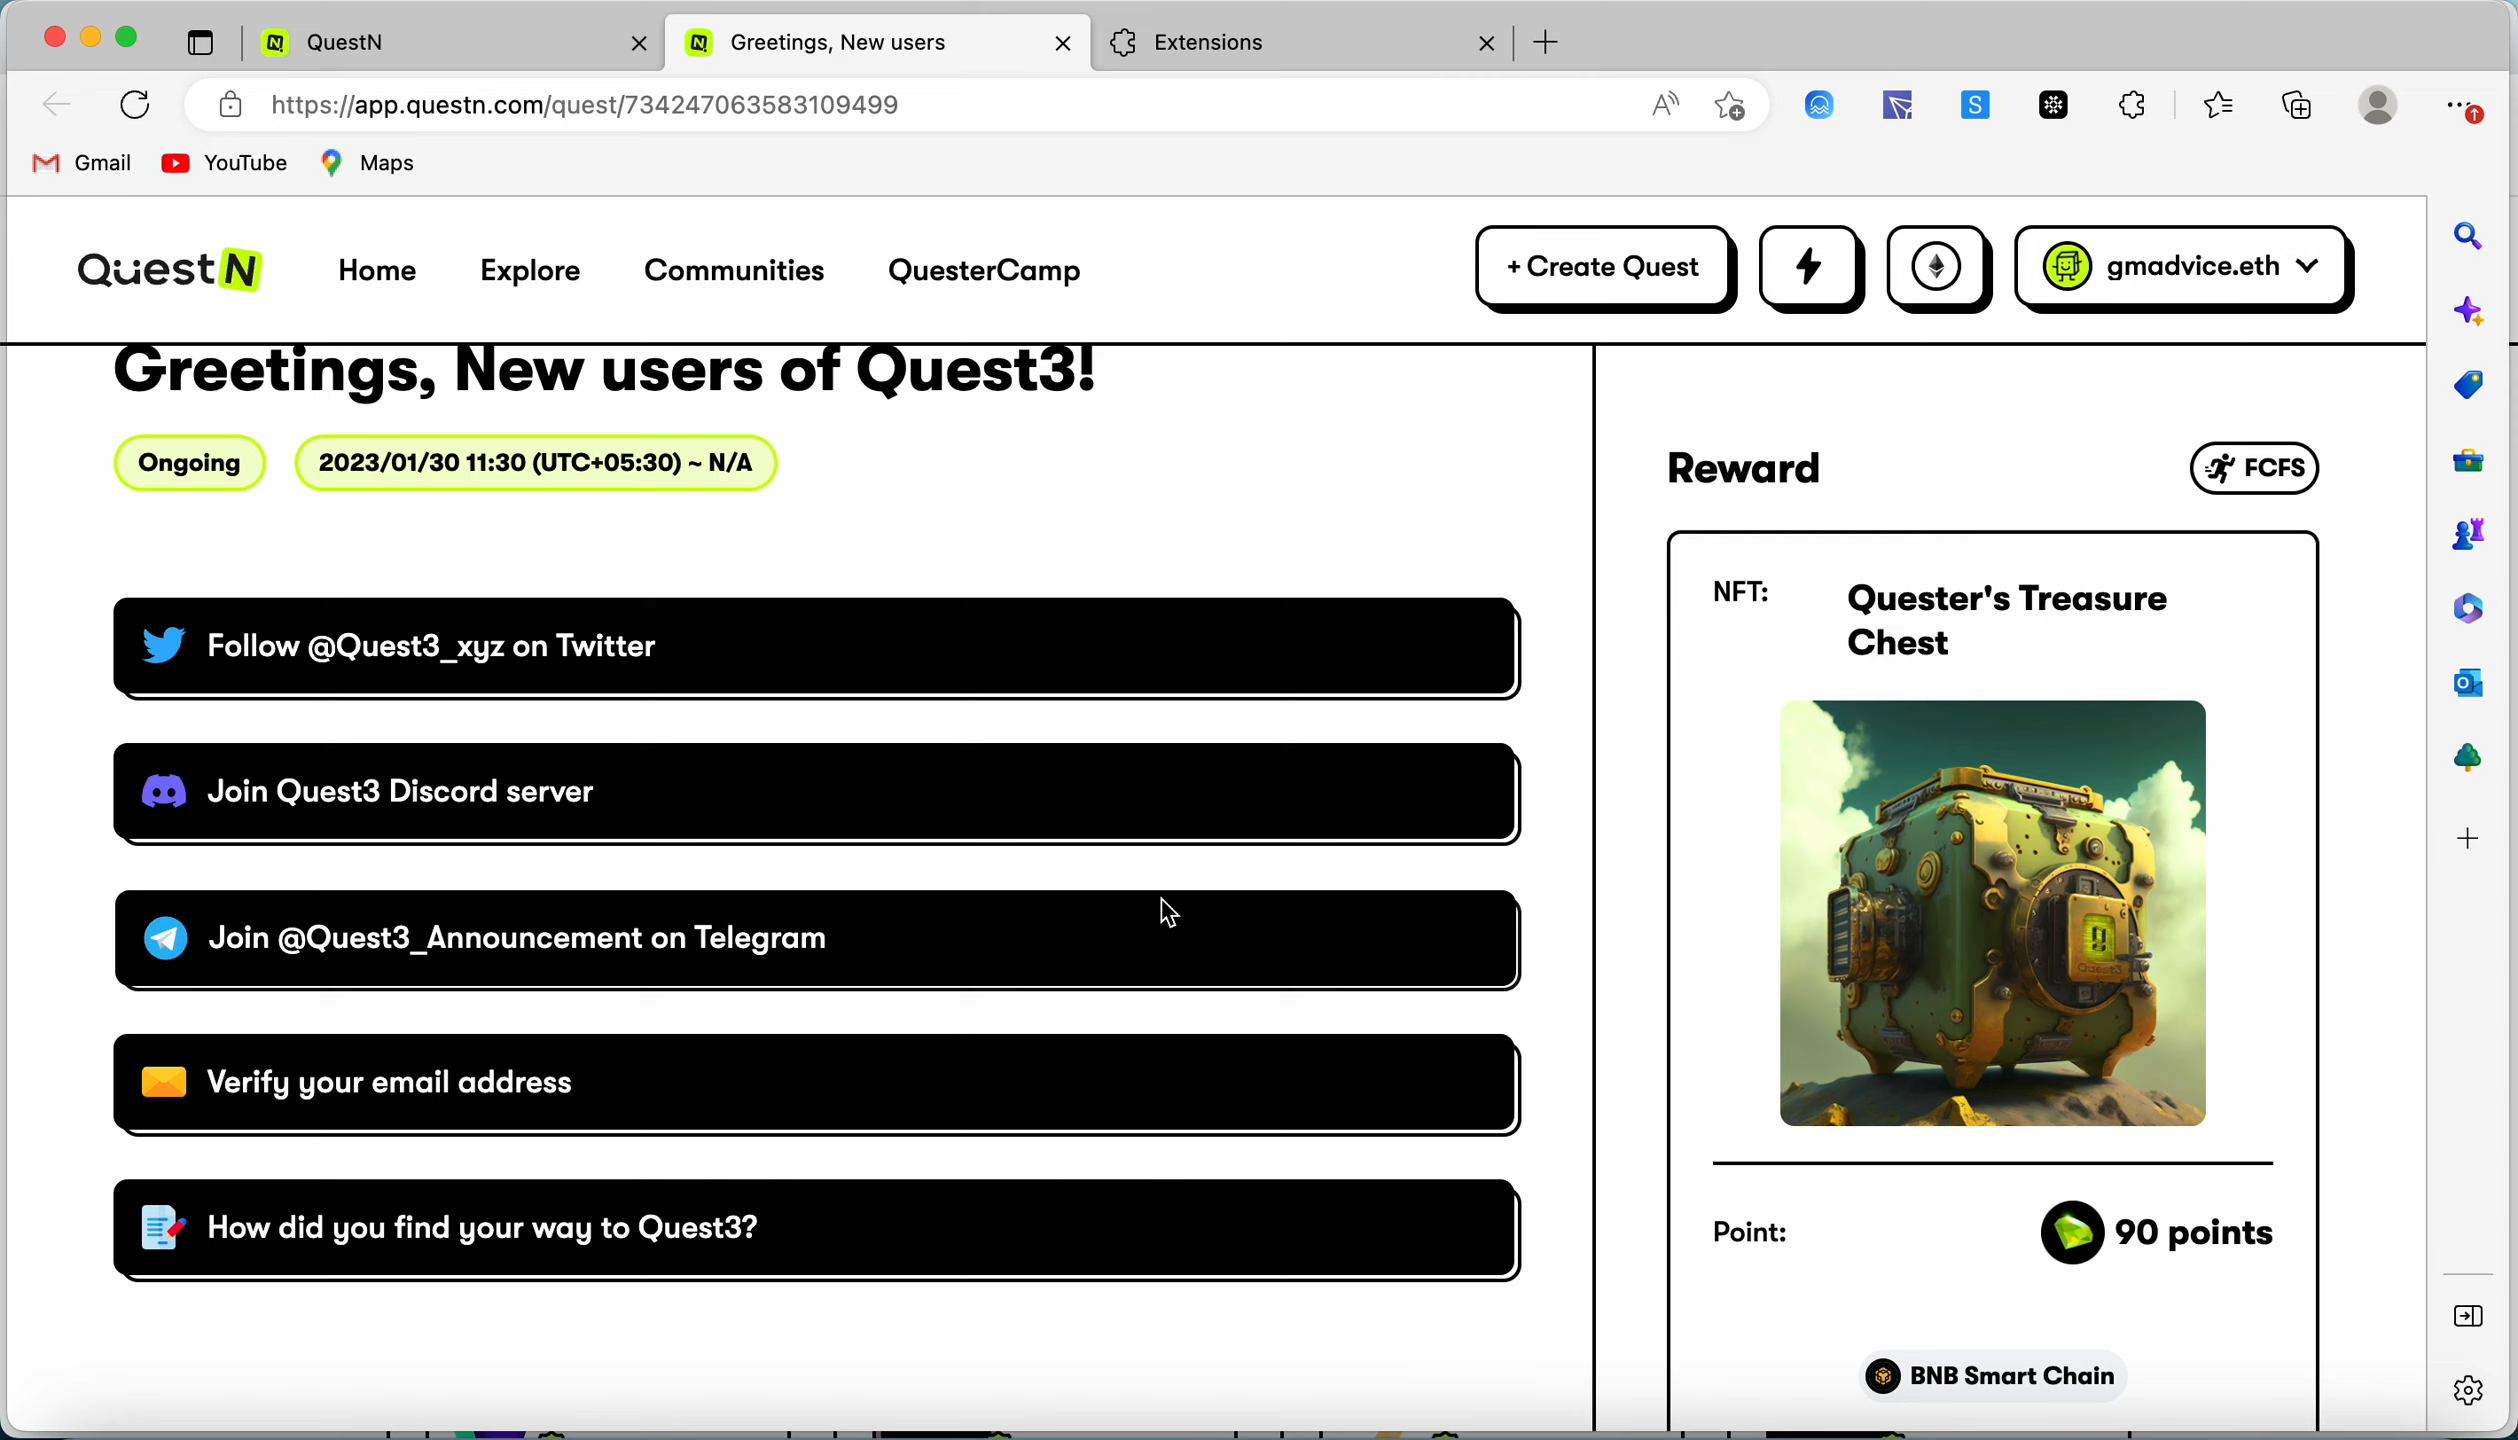 QuestN
Greetings, New users
Extensions
https://app.questn.com/quest/734247063583109499
Gmail
YouTube
Maps
QuestN
Home
Explore
Communities
QuesterCamp
+ Create Quest
gmadvice.eth
Greetings, New users of Quest3!
Ongoing
2023/01/30 11:30 (UTC+05:30) ~ N/A
Follow @Quest3_xyz on Twitter
Join Quest3 Discord server
Join @Quest3_Announcement on Telegram
Verify your email address
How did you find your way to Quest3?
Reward
FCFS
NFT:
Quester's Treasure
Chest
Quest3
Point:
90 points
BNB Smart Chain